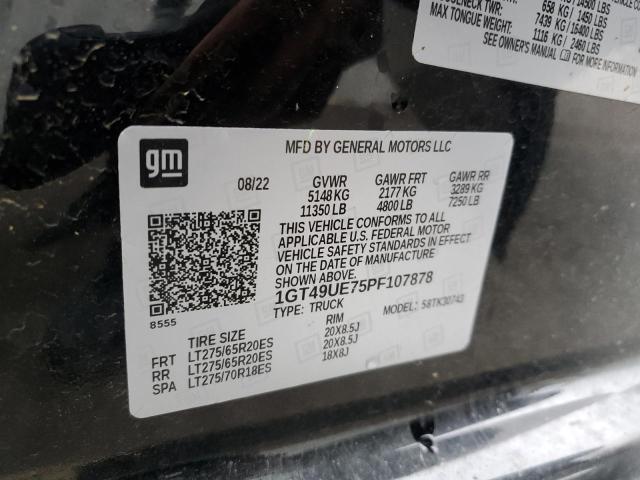 GOOSENECK TWR:
658 KG / 1450 LBS
7439 KG / 16400 LBS
MAX TONGUE WEIGHT: 1116 KG / 2460 LBS
SEE OWNER'S MANUAL FOR MORE INFORMATION
gm
MFD BY GENERAL MOTORS LLC
08/22 GVWR GAWR FRT GAWR RR
5148 KG 2177 KG 3289 KG
11350 LB 4800 LB 7250 LB
THIS VEHICLE CONFORMS TO ALL
APPLICABLE U.S. FEDERAL MOTOR
VEHICLE SAFETY STANDARDS IN EFFECT
ON THE DATE OF MANUFACTURE
SHOWN ABOVE.
1GT49UE75PF107878
TYPE: TRUCK MODEL: 58TK30743
8555
TIRE SIZE RIM
FRT LT275/65R20ES 20X8.5J
RR LT275/65R20ES 20X8.5J
SPA LT275/70R18ES 18X8J